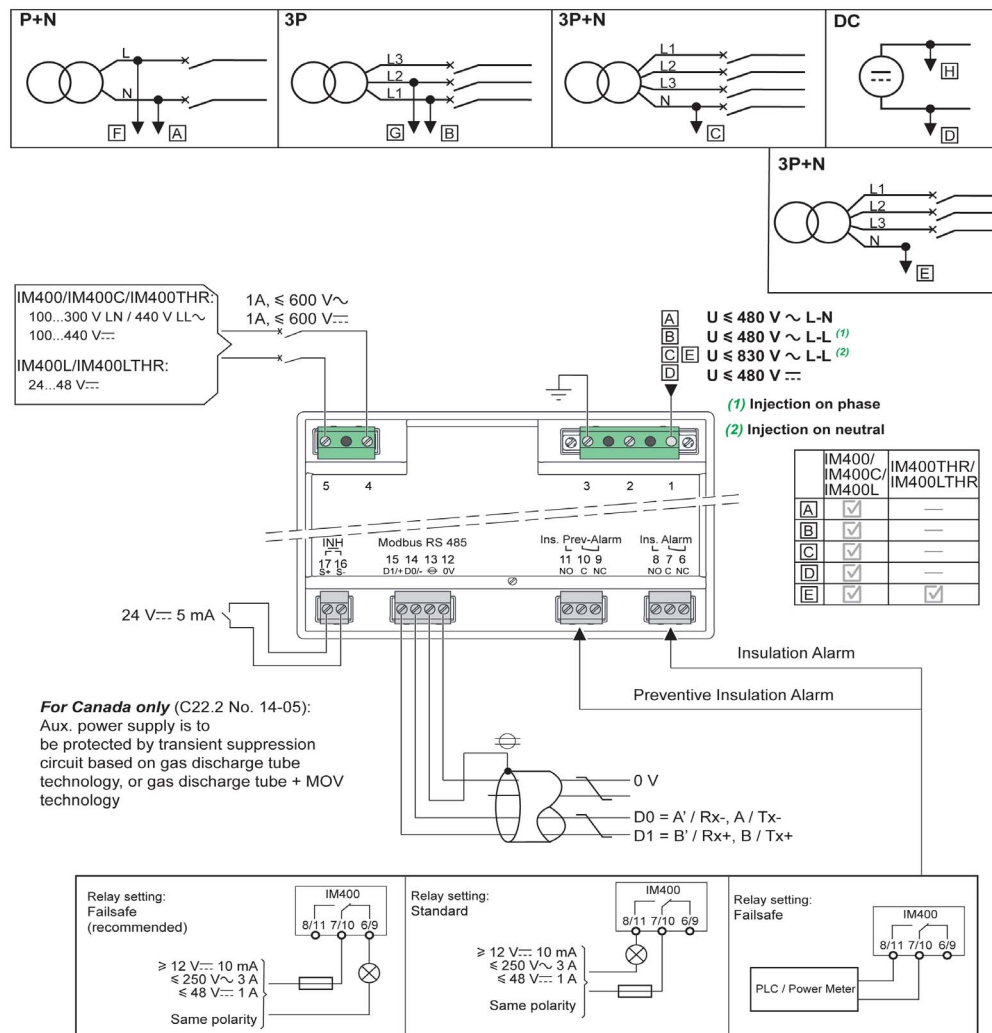 P+N
L
N
F
A
3P
L3
L2
L1
G
B
3P+N
L1
L2
L3
N
C
DC
H
D
3P+N
L1
L2
L3
N
E
IM400/IM400C/IM400THR:
100...300 V LN / 440 V LL∼
100...440 V⎓
IM400L/IM400LTHR:
24...48 V⎓
1A, ≤ 600 V∼
1A, ≤ 600 V⎓
A U ≤ 480 V ∼ L-N
B U ≤ 480 V ∼ L-L (1)
C E U ≤ 830 V ∼ L-L (2)
D U ≤ 480 V ⎓
(1) Injection on phase
(2) Injection on neutral
IM400/ IM400C/ IM400L
IM400THR/ IM400LTHR
A ☑ —
B ☑ —
C ☑ —
D ☑ —
E ☑ ☑
5 4 3 2 1
INH
17 16
S+ S-
Modbus RS 485
15 14 13 12
D1/+ D0/- 0V
Ins. Prev-Alarm
11 10 9
NO C NC
Ins. Alarm
8 7 6
NO C NC
24 V⎓ 5 mA
Insulation Alarm
Preventive Insulation Alarm
For Canada only (C22.2 No. 14-05):
Aux. power supply is to
be protected by transient suppression
circuit based on gas discharge tube
technology, or gas discharge tube + MOV
technology
0 V
D0 = A' / Rx-, A / Tx-
D1 = B' / Rx+, B / Tx+
Relay setting:
Failsafe
(recommended)
IM400
8/11 7/10 6/9
≥ 12 V⎓ 10 mA
≤ 250 V∼ 3 A
≤ 48 V⎓ 1 A
Same polarity
Relay setting:
Standard
IM400
8/11 7/10 6/9
≥ 12 V⎓ 10 mA
≤ 250 V∼ 3 A
≤ 48 V⎓ 1 A
Same polarity
Relay setting:
Failsafe
IM400
8/11 7/10 6/9
PLC / Power Meter